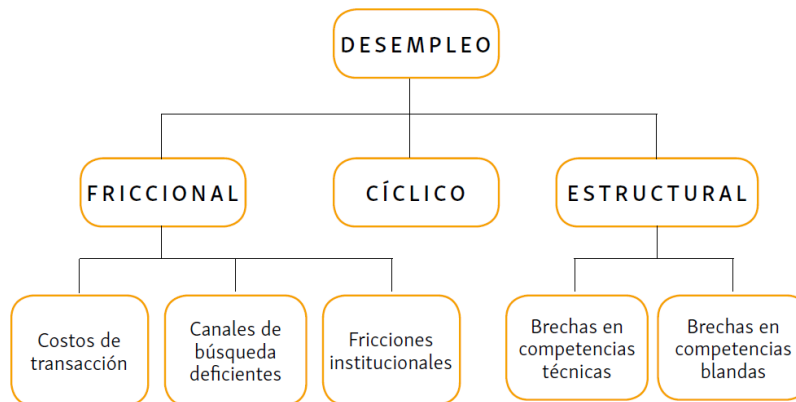 DESEMPLEO
FRICCIONAL
CÍCLICO
ESTRUCTURAL
Costos de
transacción
Canales de
búsqueda
deficientes
Fricciones
institucionales
Brechas en
competencias
técnicas
Brechas en
competencias
blandas